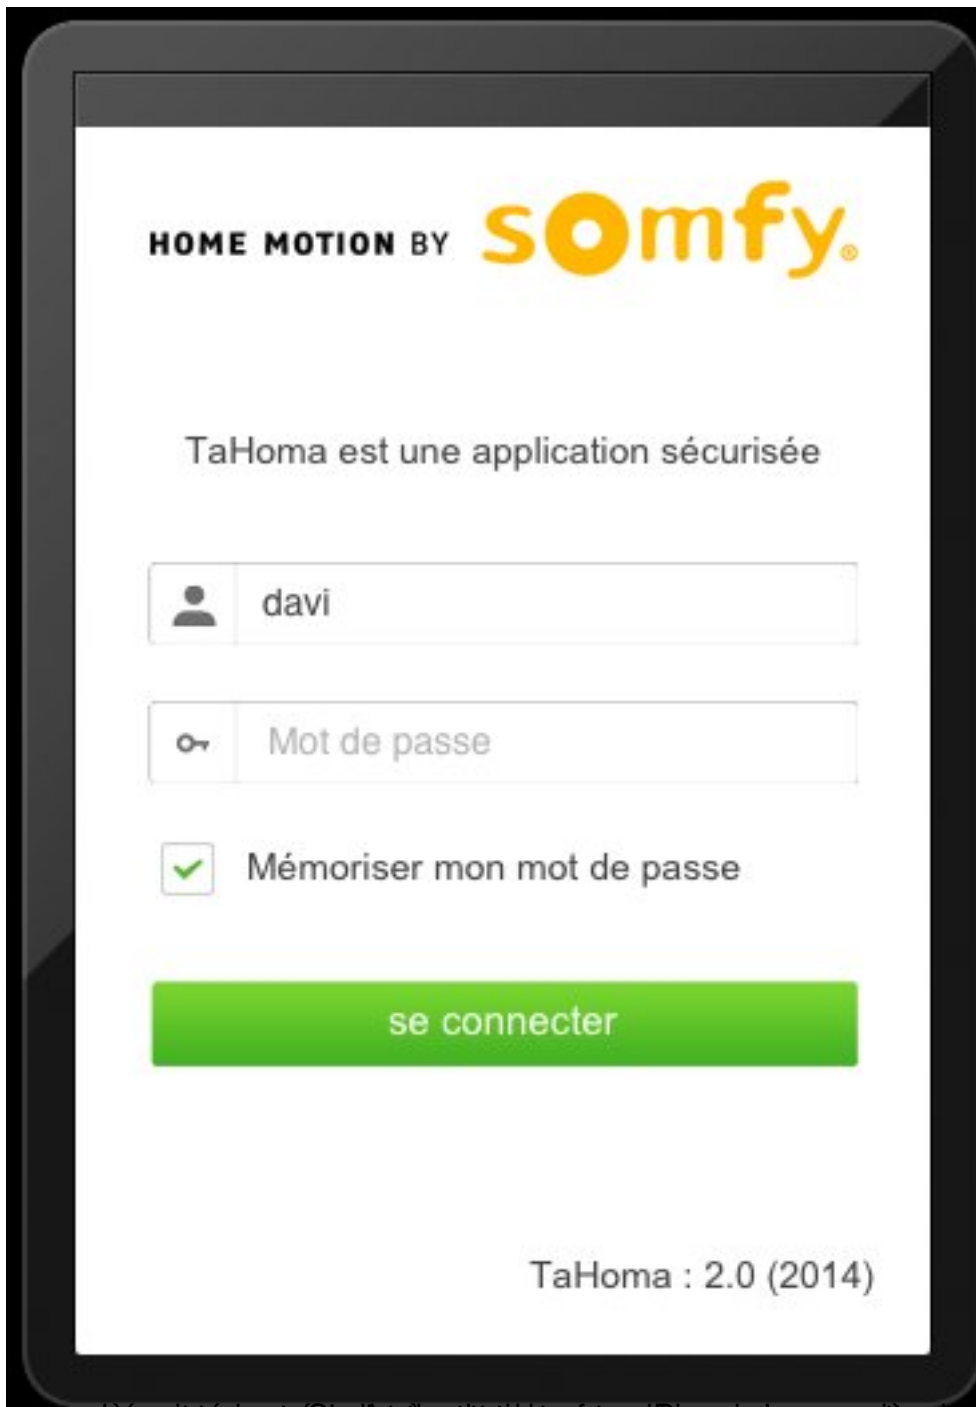 HOME MOTION BY somfy®
TaHoma est une application sécurisée
davi
Mot de passe
Mémoriser mon mot de passe
se connecter
TaHoma : 2.0 (2014)